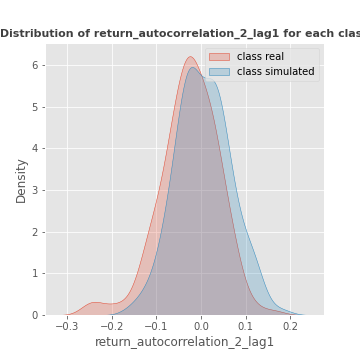 Distribution of return_autocorrelation_2_lag1 for each clas
class real
class simulated
6
5
4
3
2
1
0
Density
−0.3 −0.2 −0.1 0.0 0.1 0.2
return_autocorrelation_2_lag1